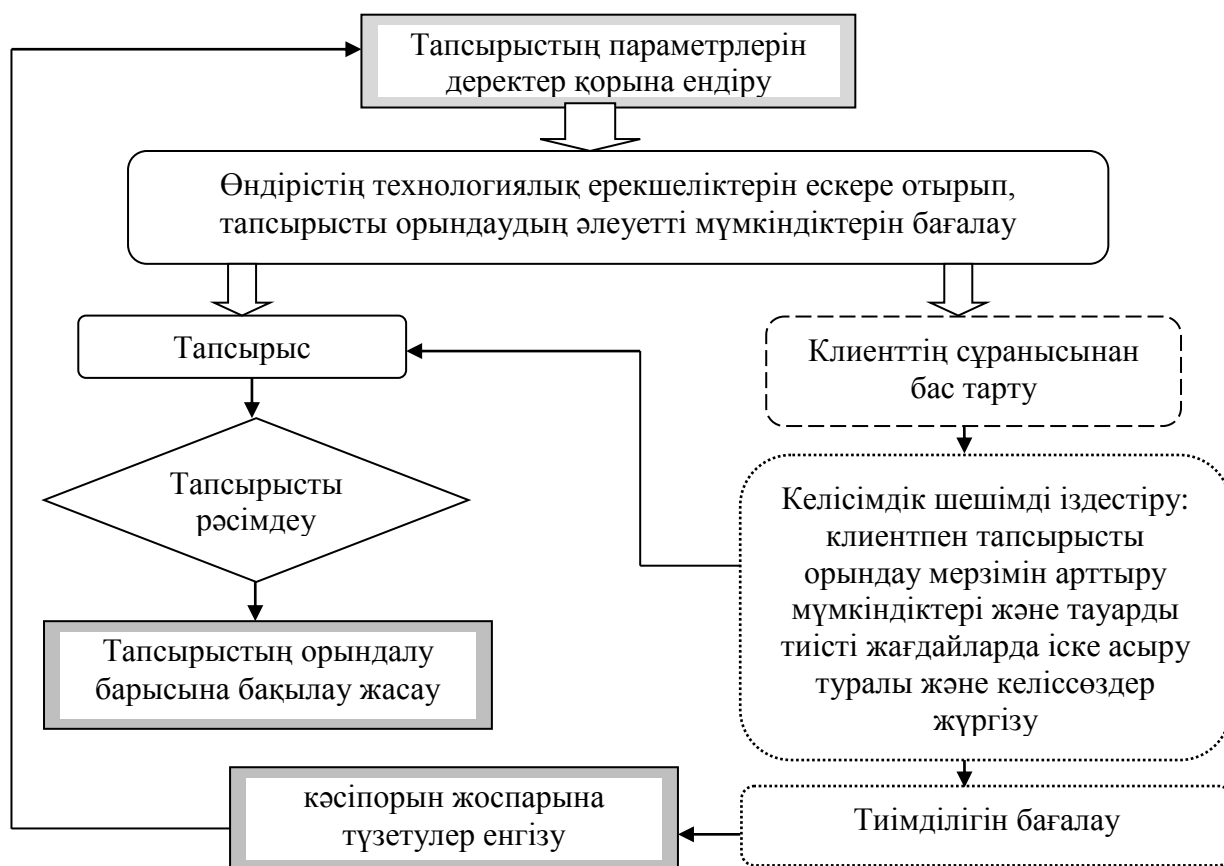 Тапсырыстың параметрлерін
деректер қорына ендіру
Өндірістің технологиялық ерекшеліктерін ескере отырып,
тапсырысты орындаудың әлеуетті мүмкіндіктерін бағалау
Тапсырыс
Клиенттің сұранысынан
бас тарту
Тапсырысты
рәсімдеу
Келісімдік шешімді іздестіру:
клиентпен тапсырысты
орындау мерзімін арттыру
мүмкіндіктері және тауарды
тиісті жағдайларда іске асыру
туралы және келіссөздер
жүргізу
Тапсырыстың орындалу
барысына бақылау жасау
кәсіпорын жоспарына
түзетулер енгізу
Тиімділігін бағалау